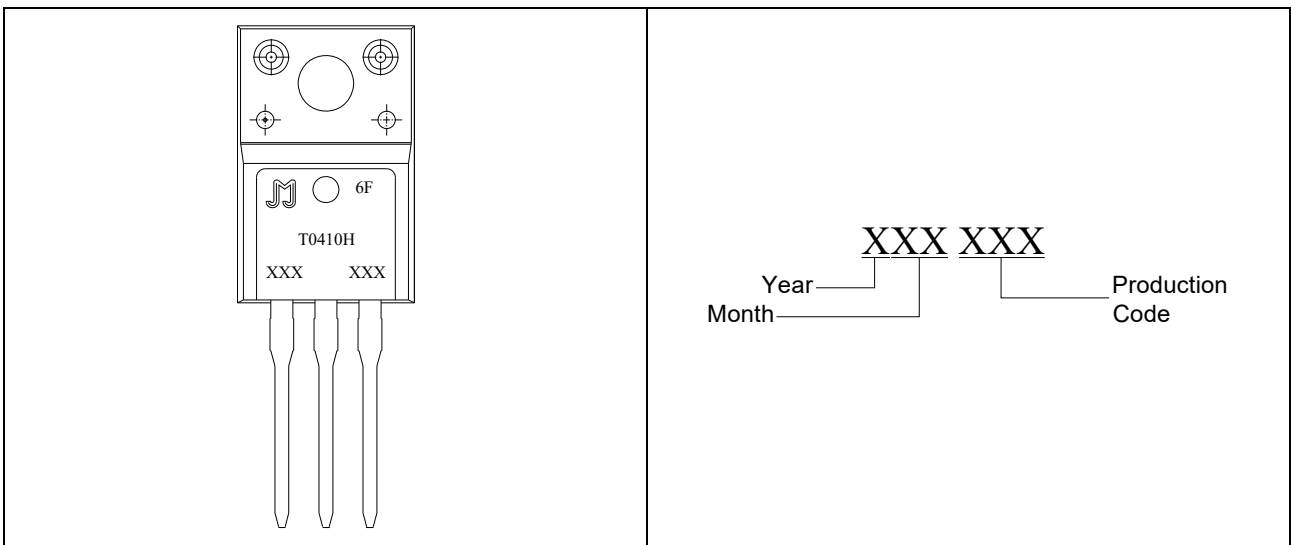 6F
T0410H
XXX XXX
XXX XXX
Year
Month
Production
Code